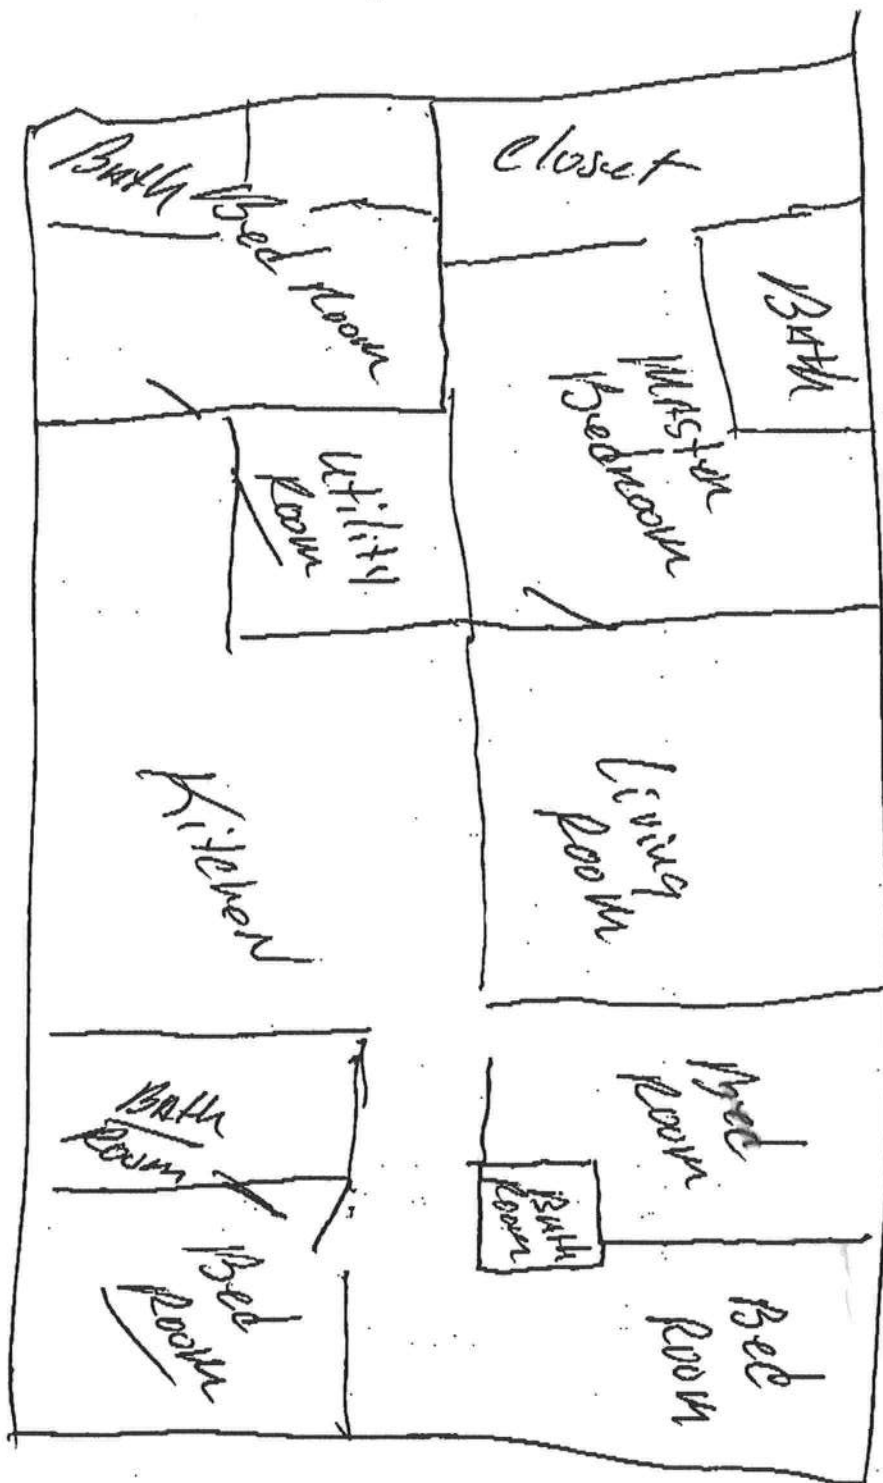 Bath
Bed Room
Closet
BAth
MASter
Bedroom
Utility
Room
Kitchen
Living
Room
BAth
Room
Bed
Room
Bath
Room
Bed
Room
Bed
Room